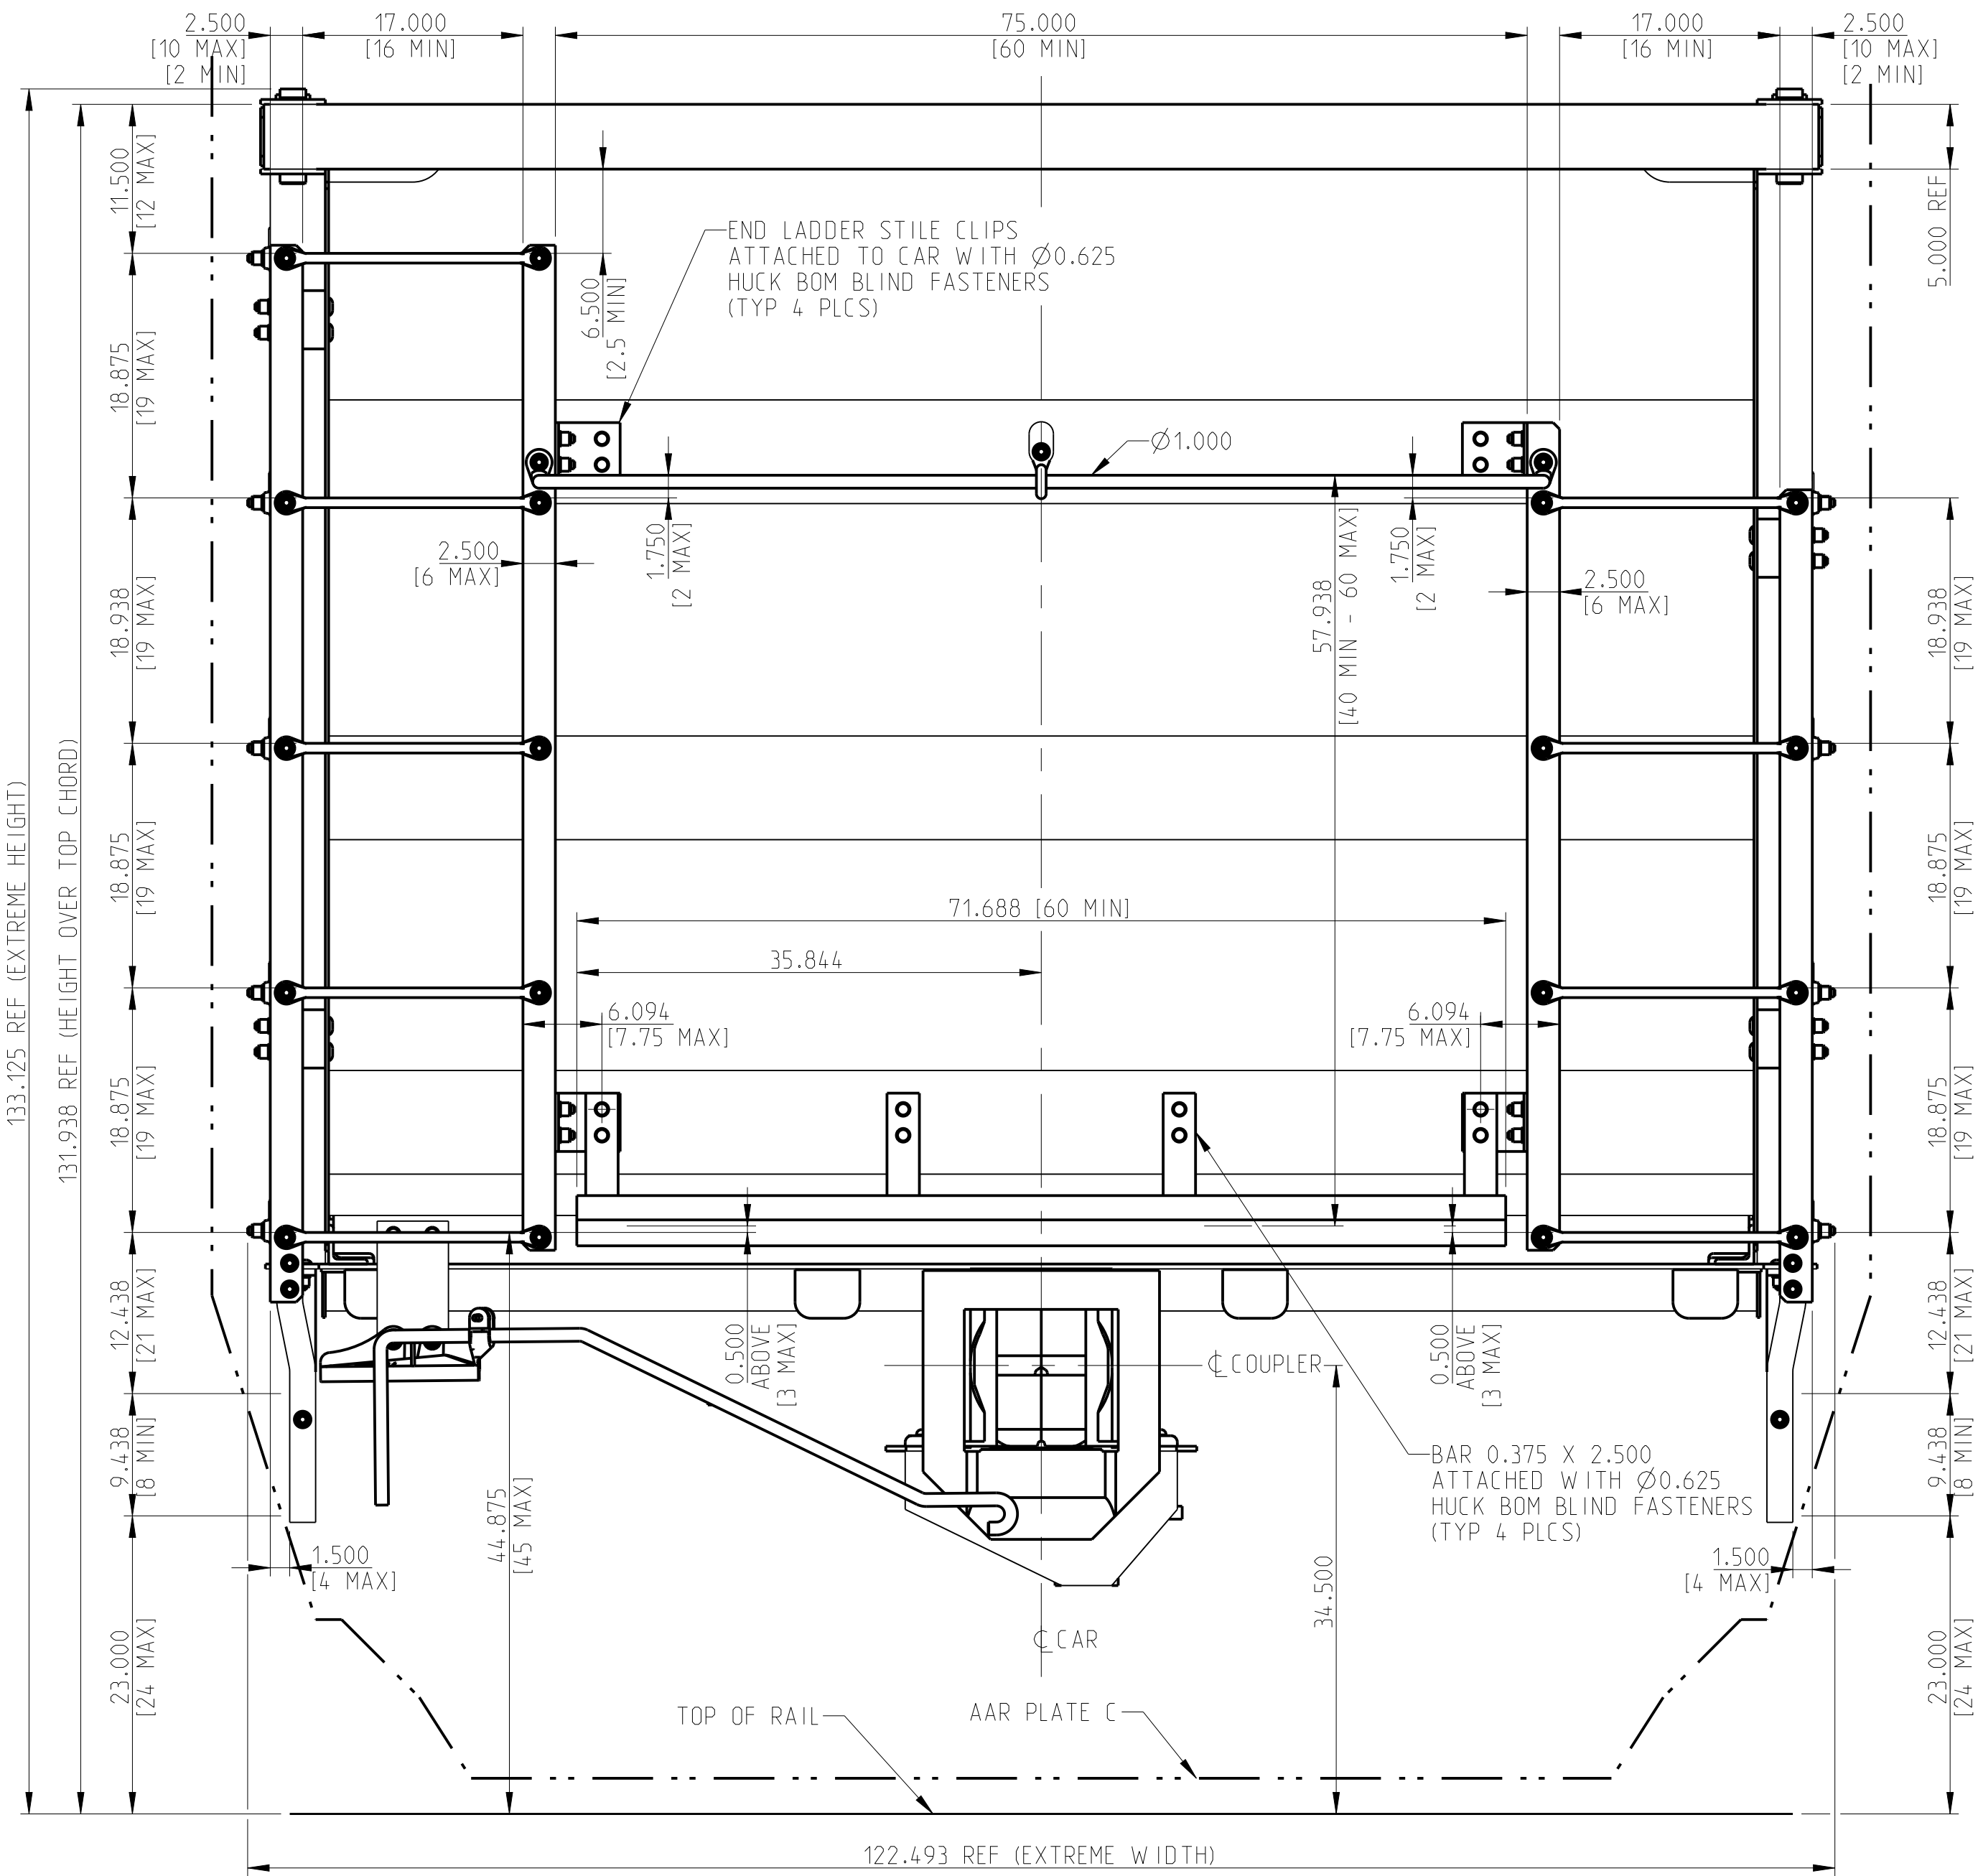 2.500
[10 MAX]
[2 MIN]
17.000
[16 MIN]
75.000
[60 MIN]
17.000
[16 MIN]
2.500
[10 MAX]
[2 MIN]
133.125 REF (EXTREME HEIGHT)
131.938 REF (HEIGHT OVER TOP CHORD)
11.500
[12 MAX]
18.875
[19 MAX]
18.938
[19 MAX]
18.875
[19 MAX]
18.875
[19 MAX]
12.438
[21 MAX]
9.438
[8 MIN]
23.000
[24 MAX]
6.500
[2.5 MIN]
END LADDER STILE CLIPS
ATTACHED TO CAR WITH Ø0.625
HUCK BOM BLIND FASTENERS
(TYP 4 PLCS)
5.000 REF
Ø1.000
2.500
[6 MAX]
1.750
[2 MAX]
57.938
[40 MIN - 60 MAX]
1.750
[2 MAX]
2.500
[6 MAX]
18.938
[19 MAX]
18.875
[19 MAX]
18.875
[19 MAX]
12.438
[21 MAX]
9.438
[8 MIN]
23.000
[24 MAX]
71.688 [60 MIN]
35.844
6.094
[7.75 MAX]
6.094
[7.75 MAX]
0.500
ABOVE
[3 MAX]
0.500
ABOVE
[3 MAX]
℄ COUPLER
BAR 0.375 X 2.500
ATTACHED WITH Ø0.625
HUCK BOM BLIND FASTENERS
(TYP 4 PLCS)
44.875
[45 MAX]
34.500
1.500
[4 MAX]
1.500
[4 MAX]
℄ CAR
TOP OF RAIL
AAR PLATE C
122.493 REF (EXTREME WIDTH)